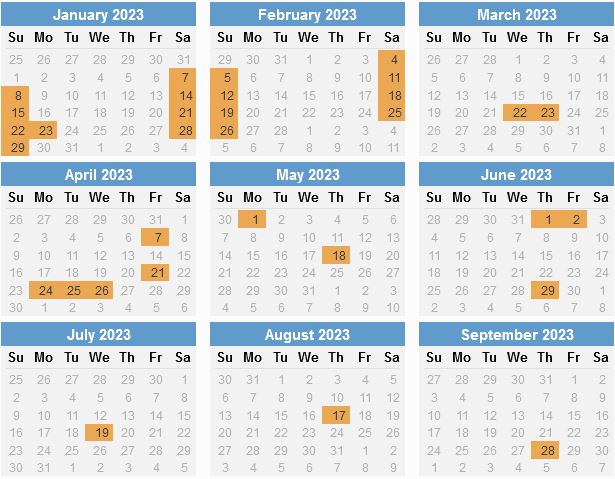 January 2023
Su Mo Tu We Th Fr Sa
25 26 27 28 29 30 31
1 2 3 4 5 6 7
8 9 10 11 12 13 14
15 16 17 18 19 20 21
22 23 24 25 26 27 28
29 30 31 1 2 3 4
February 2023
Su Mo Tu We Th Fr Sa
29 30 31 1 2 3 4
5 6 7 8 9 10 11
12 13 14 15 16 17 18
19 20 21 22 23 24 25
26 27 28 1 2 3 4
5 6 7 8 9 10 11
March 2023
Su Mo Tu We Th Fr Sa
26 27 28 1 2 3 4
5 6 7 8 9 10 11
12 13 14 15 16 17 18
19 20 21 22 23 24 25
26 27 28 29 30 31 1
2 3 4 5 6 7 8
April 2023
Su Mo Tu We Th Fr Sa
26 27 28 29 30 31 1
2 3 4 5 6 7 8
9 10 11 12 13 14 15
16 17 18 19 20 21 22
23 24 25 26 27 28 29
30 1 2 3 4 5 6
May 2023
Su Mo Tu We Th Fr Sa
30 1 2 3 4 5 6
7 8 9 10 11 12 13
14 15 16 17 18 19 20
21 22 23 24 25 26 27
28 29 30 31 1 2 3
4 5 6 7 8 9 10
June 2023
Su Mo Tu We Th Fr Sa
28 29 30 31 1 2 3
4 5 6 7 8 9 10
11 12 13 14 15 16 17
18 19 20 21 22 23 24
25 26 27 28 29 30 1
2 3 4 5 6 7 8
July 2023
Su Mo Tu We Th Fr Sa
25 26 27 28 29 30 1
2 3 4 5 6 7 8
9 10 11 12 13 14 15
16 17 18 19 20 21 22
23 24 25 26 27 28 29
30 31 1 2 3 4 5
August 2023
Su Mo Tu We Th Fr Sa
30 31 1 2 3 4 5
6 7 8 9 10 11 12
13 14 15 16 17 18 19
20 21 22 23 24 25 26
27 28 29 30 31 1 2
3 4 5 6 7 8 9
September 2023
Su Mo Tu We Th Fr Sa
27 28 29 30 31 1 2
3 4 5 6 7 8 9
10 11 12 13 14 15 16
17 18 19 20 21 22 23
24 25 26 27 28 29 30
1 2 3 4 5 6 7